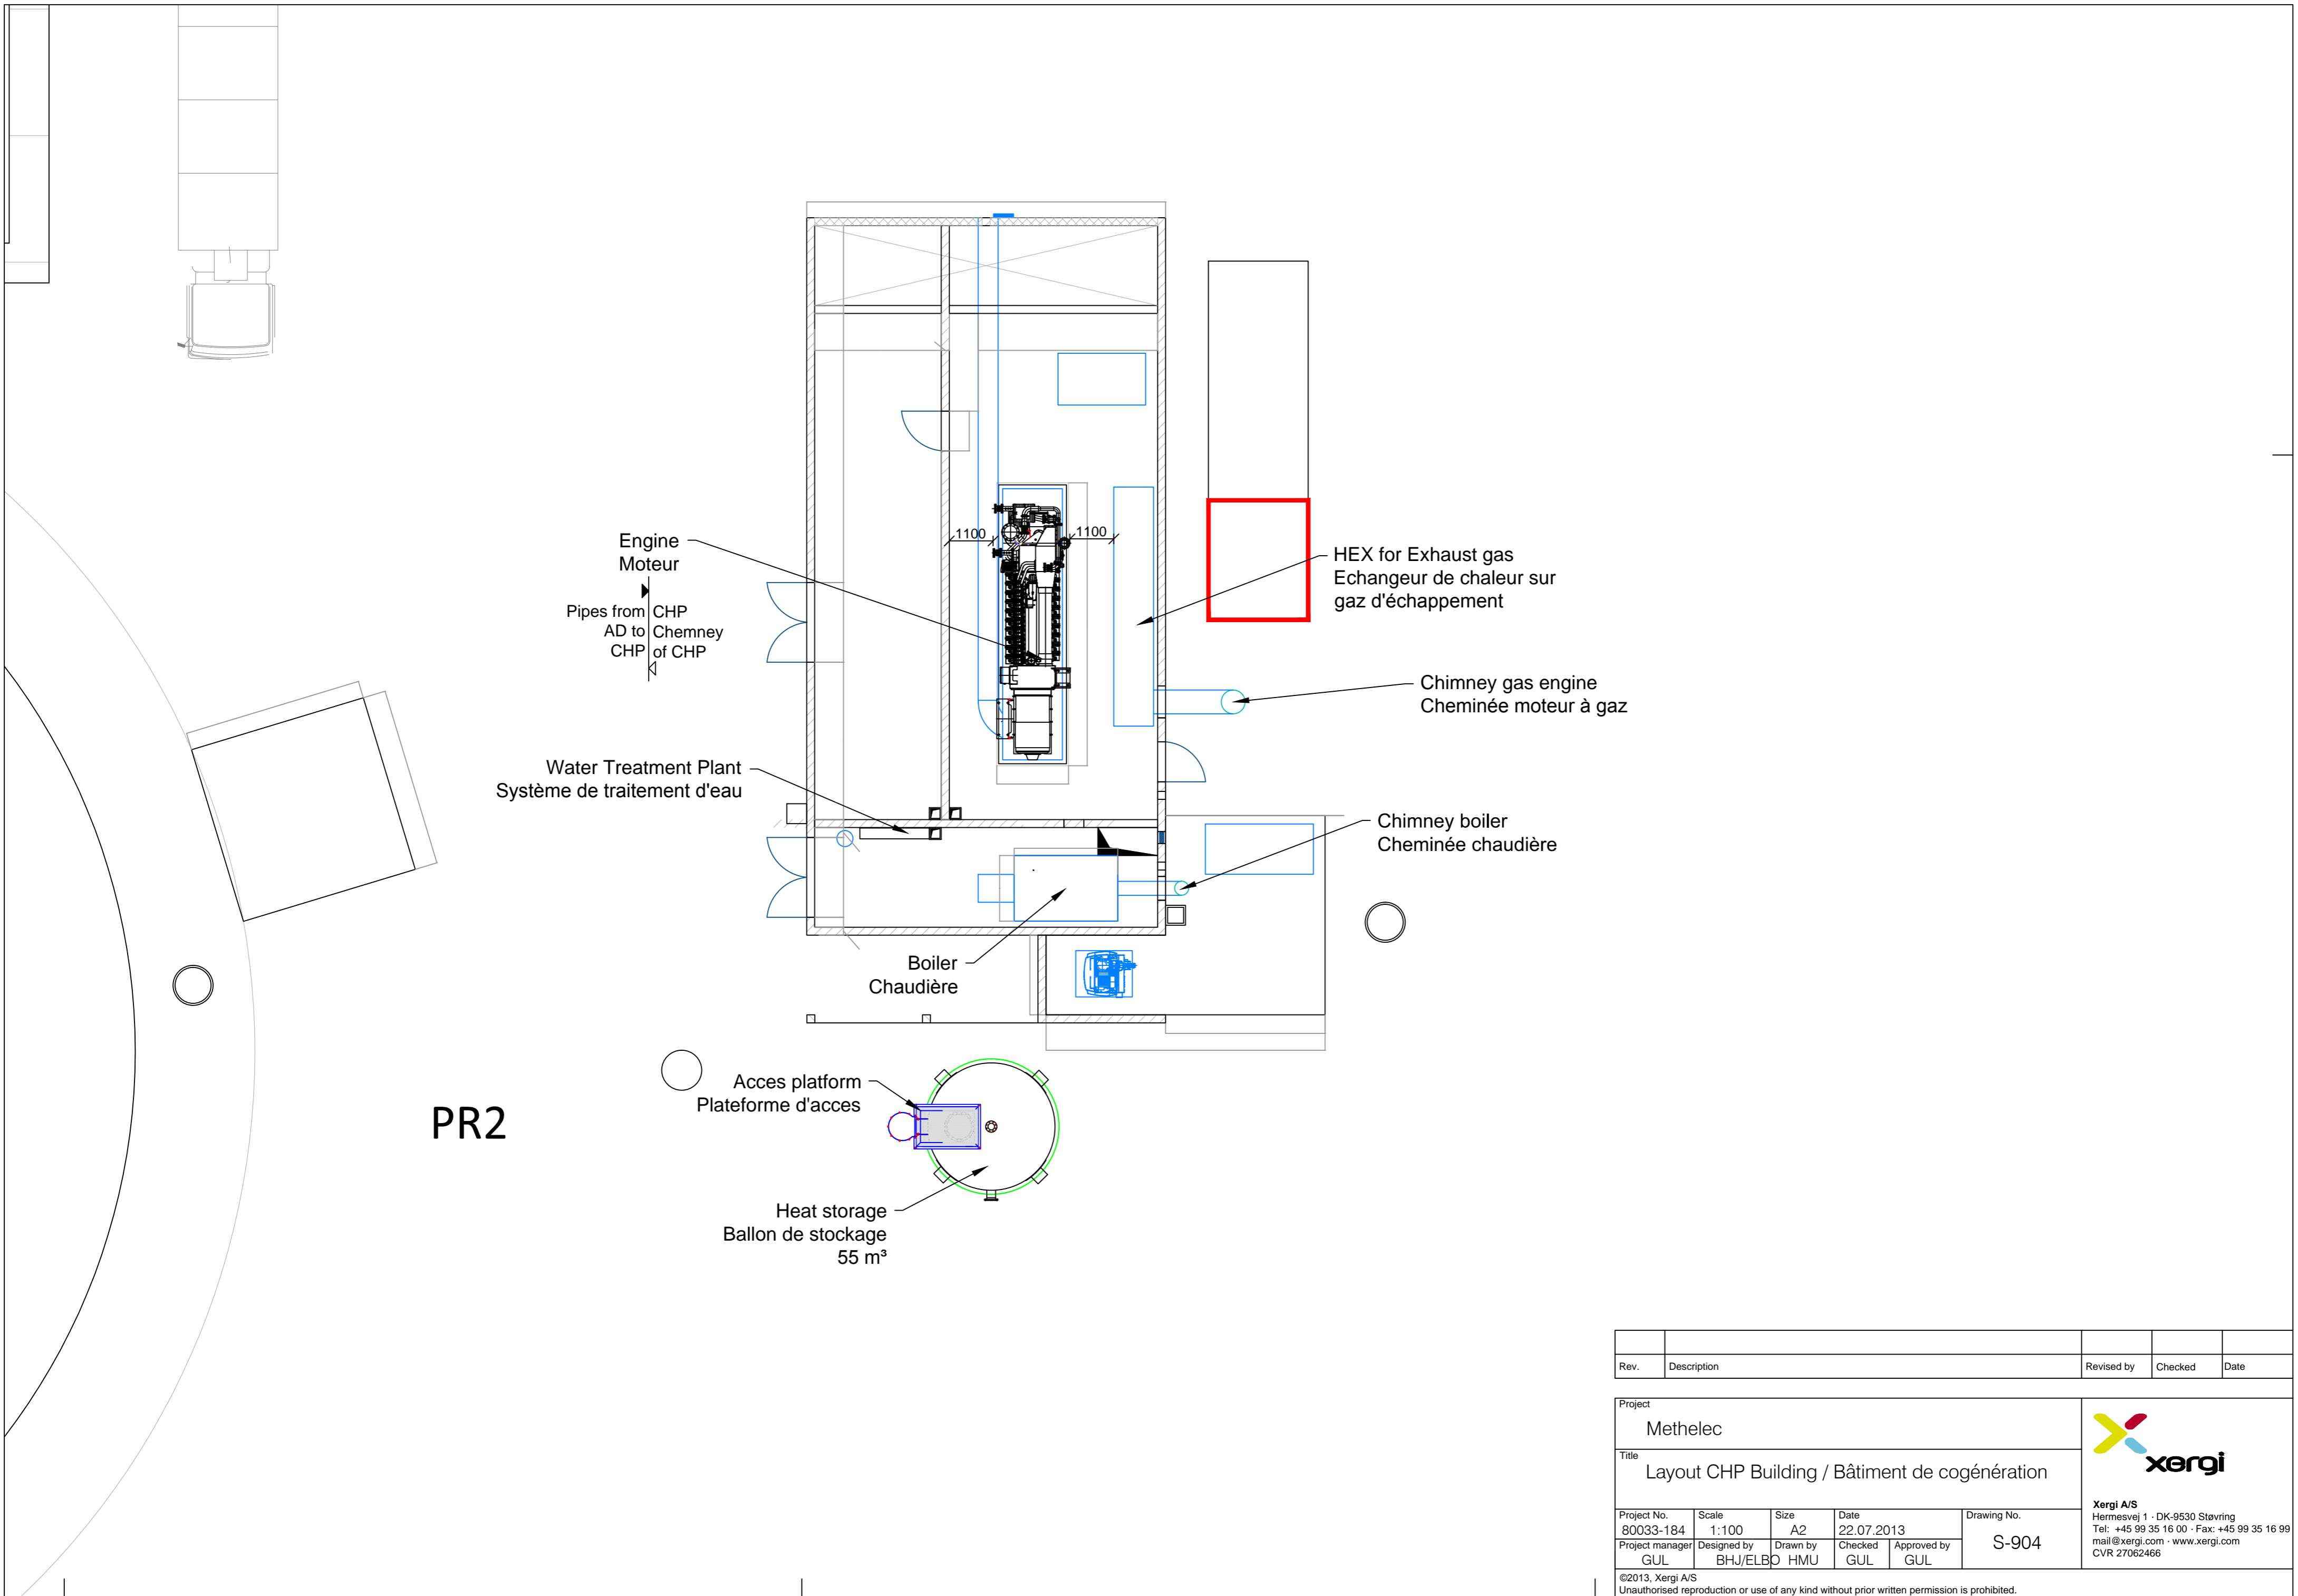 1100
1100
Engine
Moteur
Pipes from CHP
AD to Chemney
CHP of CHP
HEX for Exhaust gas
Echangeur de chaleur sur
gaz d'échappement
Chimney gas engine
Cheminée moteur à gaz
Water Treatment Plant
Système de traitement d'eau
Chimney boiler
Cheminée chaudière
Boiler
Chaudière
Acces platform
Plateforme d'acces
PR2
Heat storage
Ballon de stockage
55 m³
Rev. Description Revised by Checked Date
Project
Methelec
Title
Layout CHP Building / Bâtiment de cogénération
Project No. Scale Size Date Drawing No.
80033-184 1:100 A2 22.07.2013 S-904
Project manager Designed by Drawn by Checked Approved by
GUL BHJ/ELBO HMU GUL GUL
xergi
Xergi A/S
Hermesvej 1 · DK-9530 Støvring
Tel: +45 99 35 16 00 · Fax: +45 99 35 16 99
mail@xergi.com · www.xergi.com
CVR 27062466
©2013, Xergi A/S
Unauthorised reproduction or use of any kind without prior written permission is prohibited.